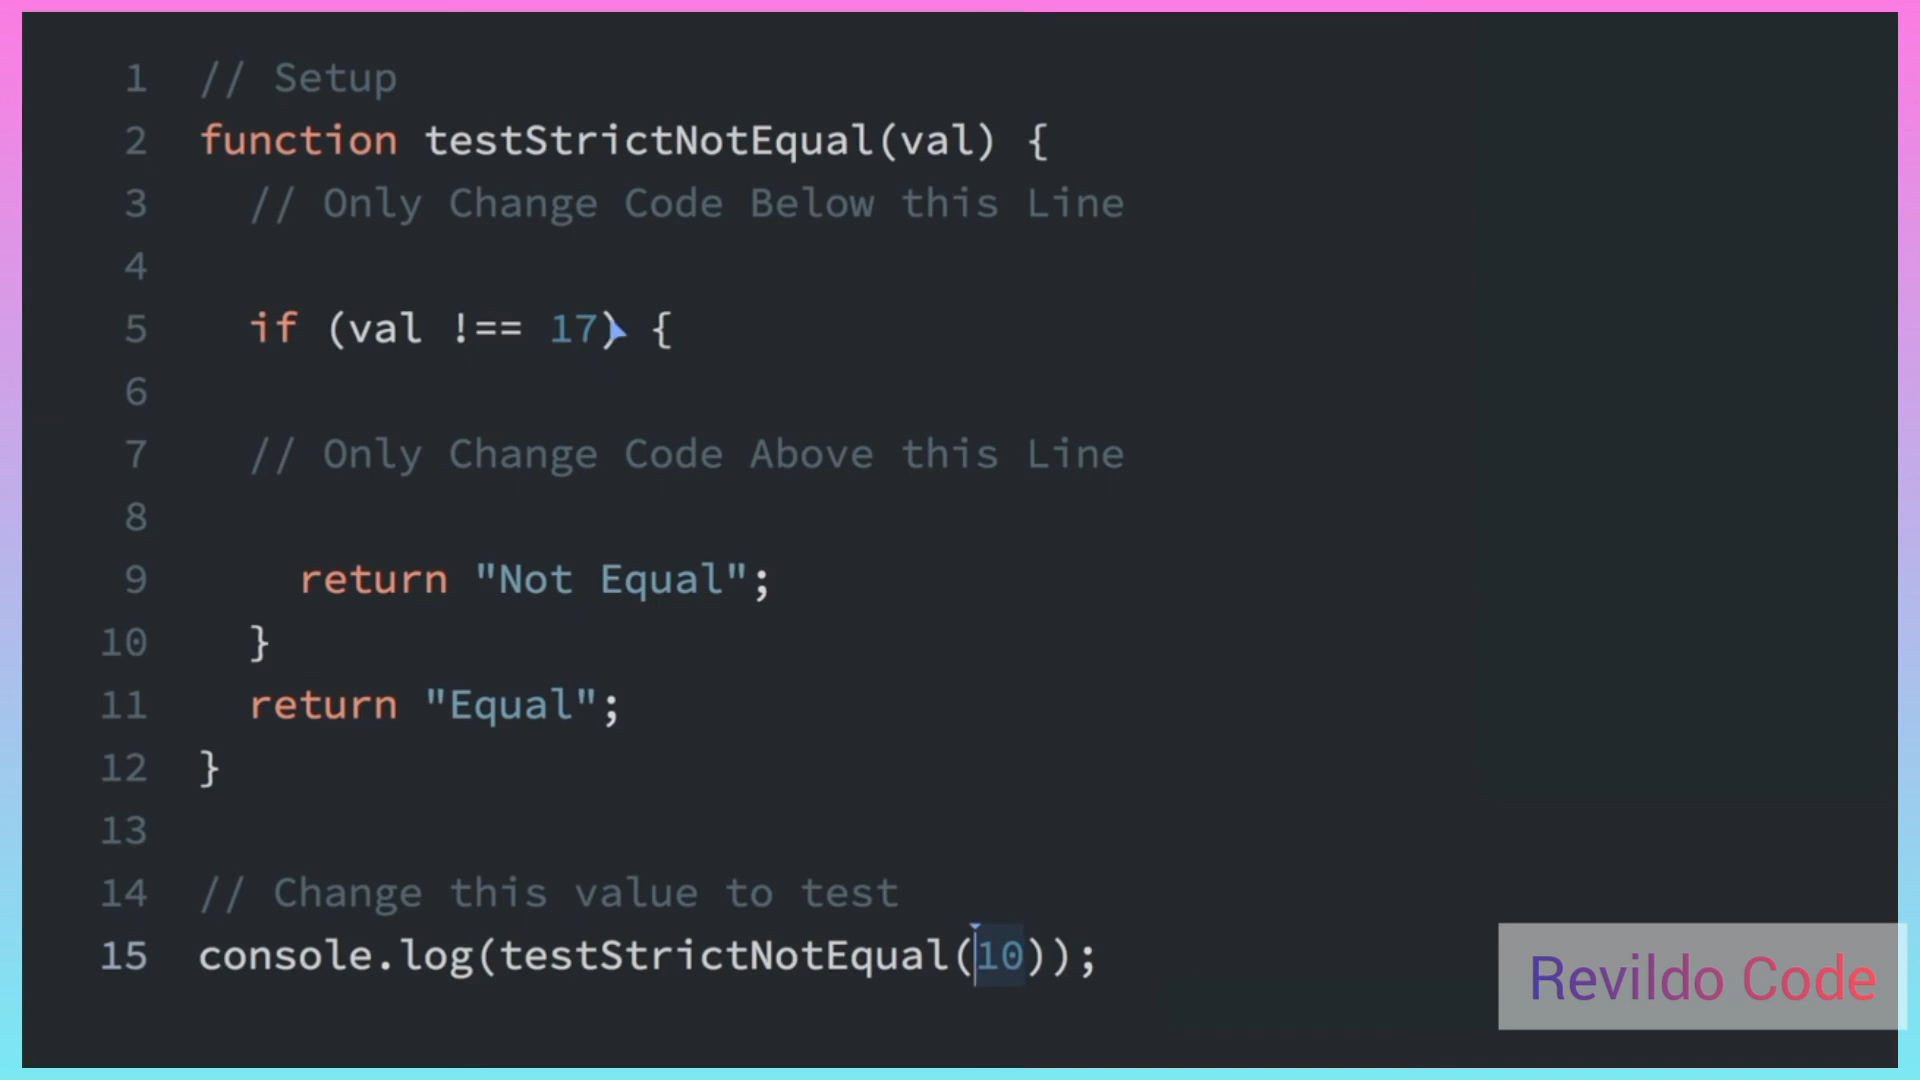 1 // Setup
2 function testStrictNotEqual(val) {
3 // Only Change Code Below this Line
4
5 if (val !== 17) {
6
7 // Only Change Code Above this Line
8
9 return "Not Equal";
10 }
11 return "Equal";
12 }
13
14 // Change this value to test
15 console.log(testStrictNotEqual(10));
Revildo Code